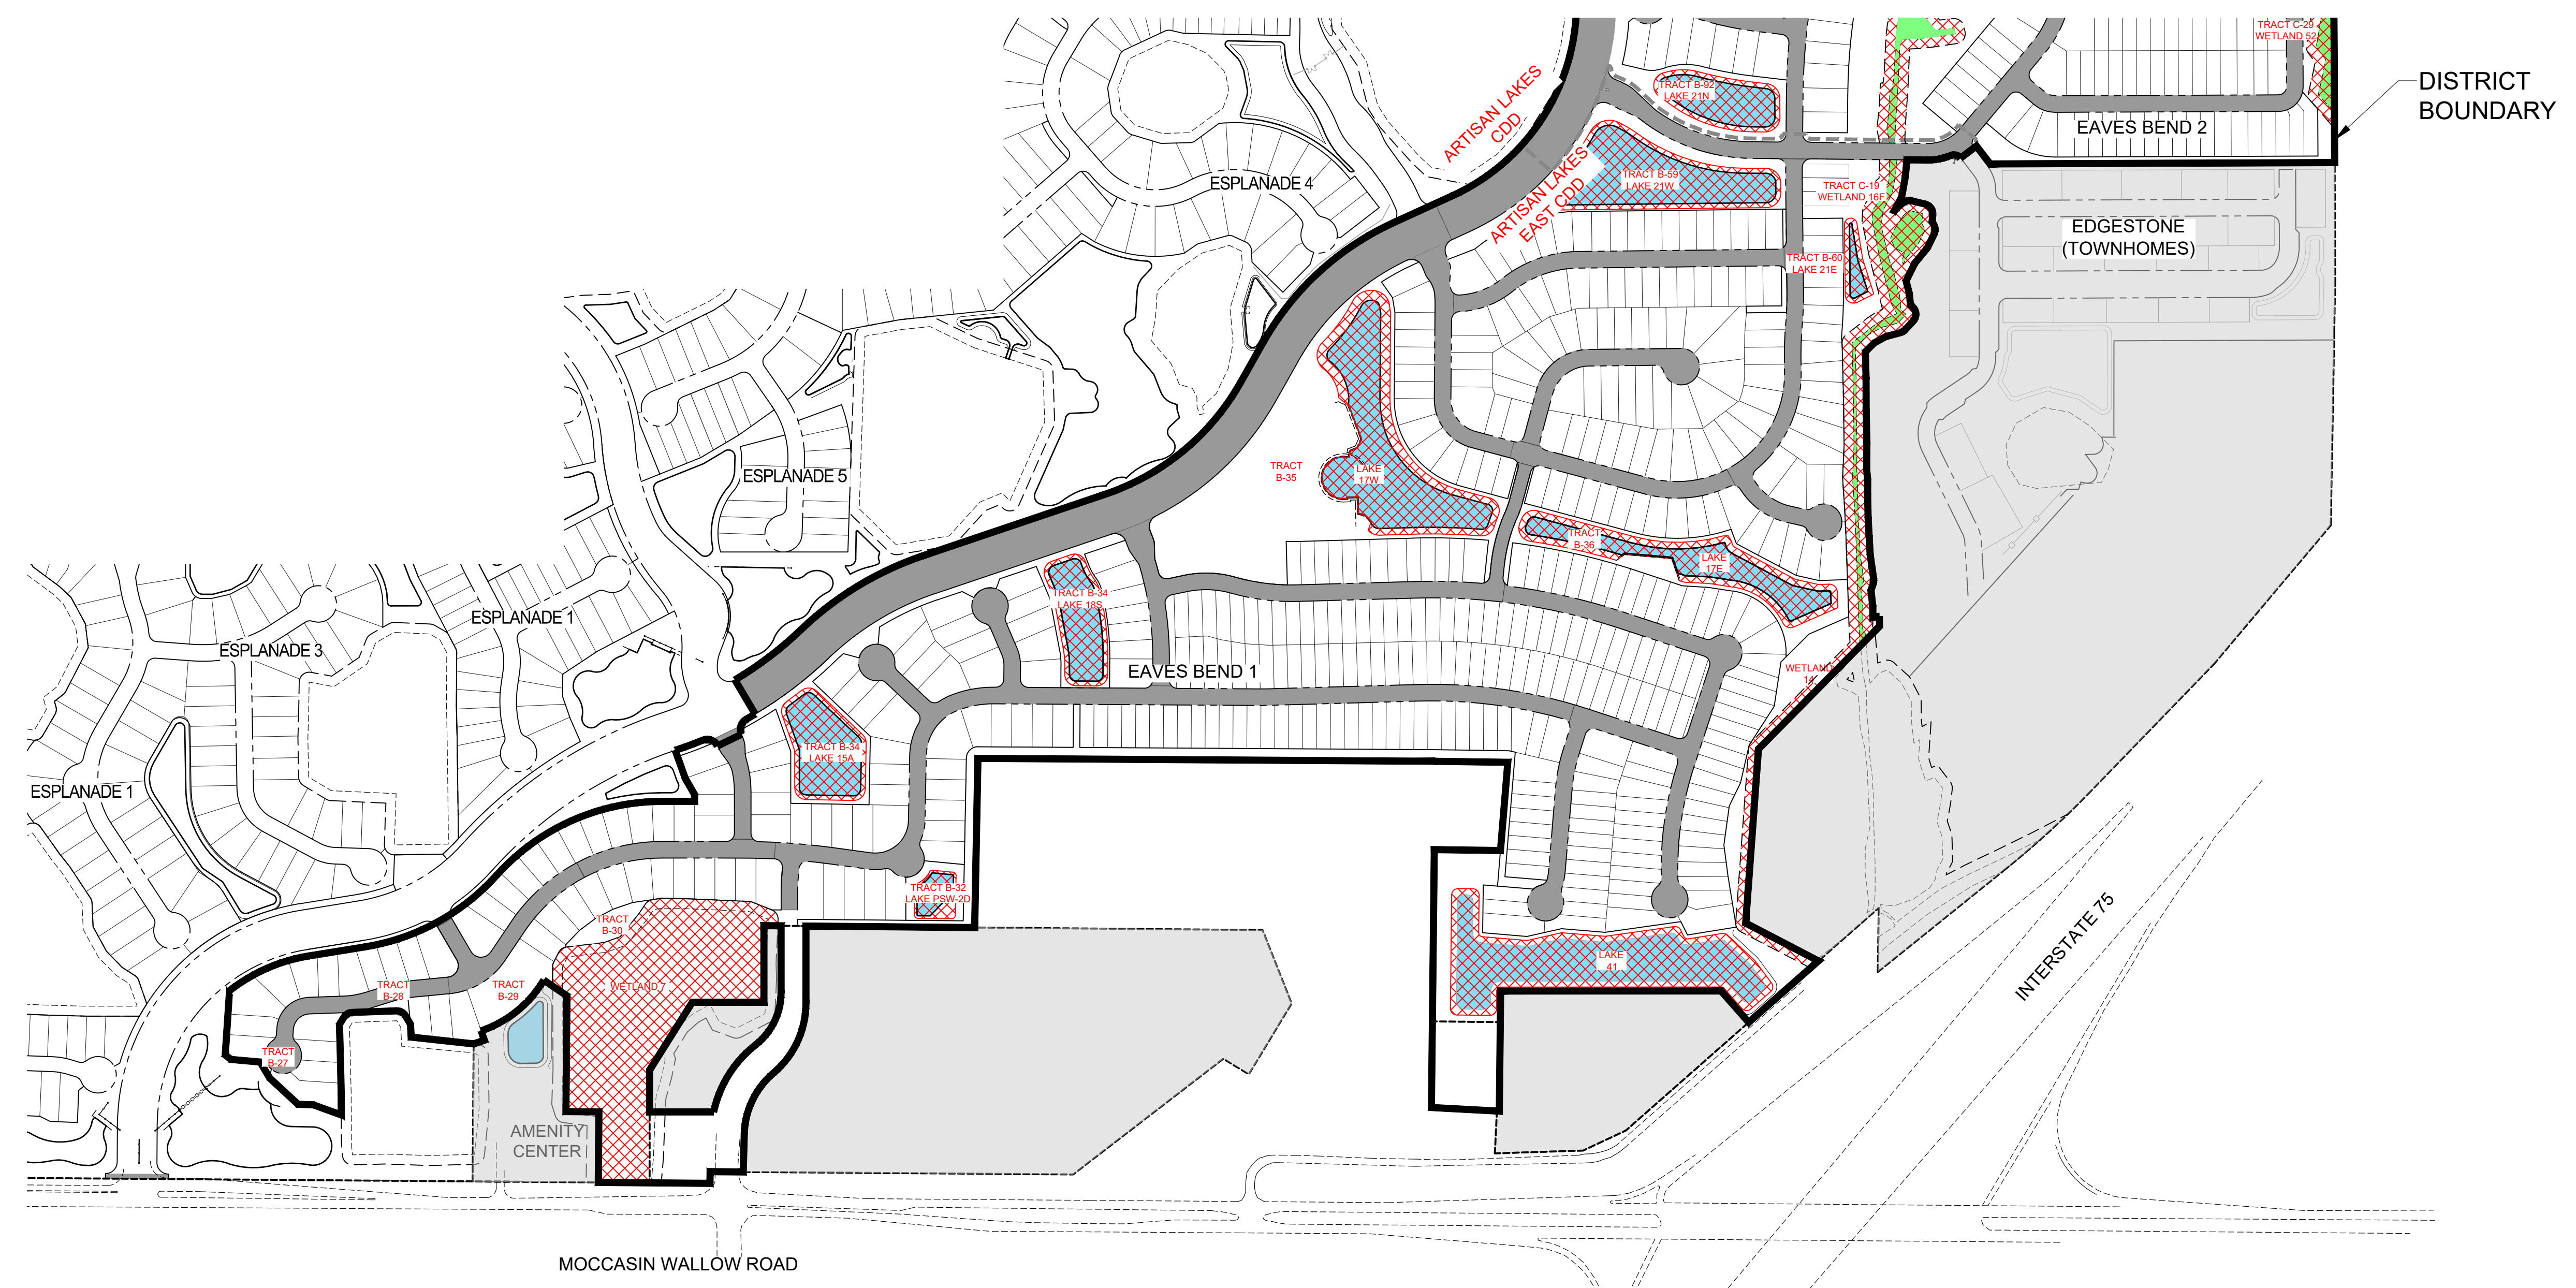 TRACT C-29
WETLAND 52
DISTRICT
BOUNDARY
TRACT B-92
LAKE 21N
ARTISAN LAKES
CDD
EAVES BEND 2
ESPLANADE 4
ARTISAN LAKES
EAST CDD
TRACT B-59
LAKE 21W
TRACT C-19
WETLAND 16F
EDGESTONE
(TOWNHOMES)
TRACT B-60
LAKE 21E
ESPLANADE 5
TRACT
B-35
LAKE
17W
TRACT
B-36
LAKE
17E
TRACT B-34
LAKE 18S
ESPLANADE 1
ESPLANADE 3
EAVES BEND 1
WETLAND
14
TRACT B-34
LAKE 15A
ESPLANADE 1
TRACT B-32
LAKE PSW-2D
TRACT
B-30
LAKE
41
INTERSTATE 75
TRACT
B-28
TRACT
B-29
WETLAND 7
TRACT
B-27
AMENITY
CENTER
MOCCASIN WALLOW ROAD